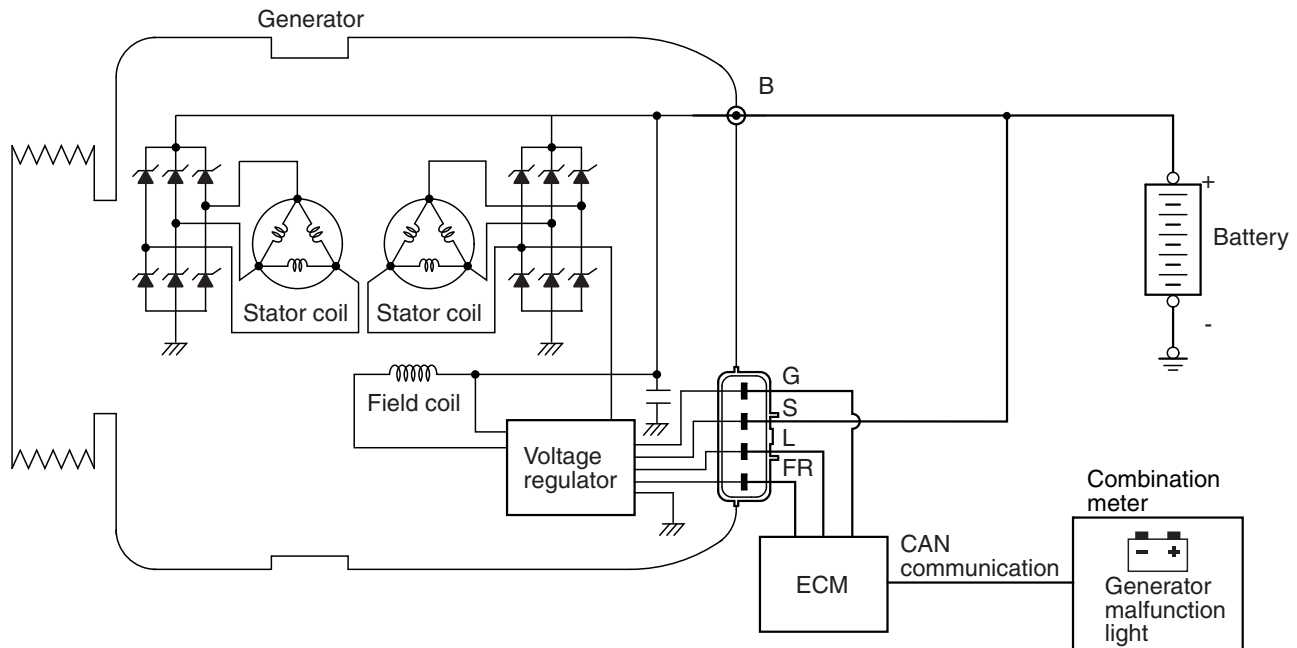 Generator
B
+
Battery
-
Stator coil
Stator coil
Field coil
G
S
L
FR
Voltage
regulator
ECM
CAN
communication
Combination
meter
- +
Generator
malfunction
light